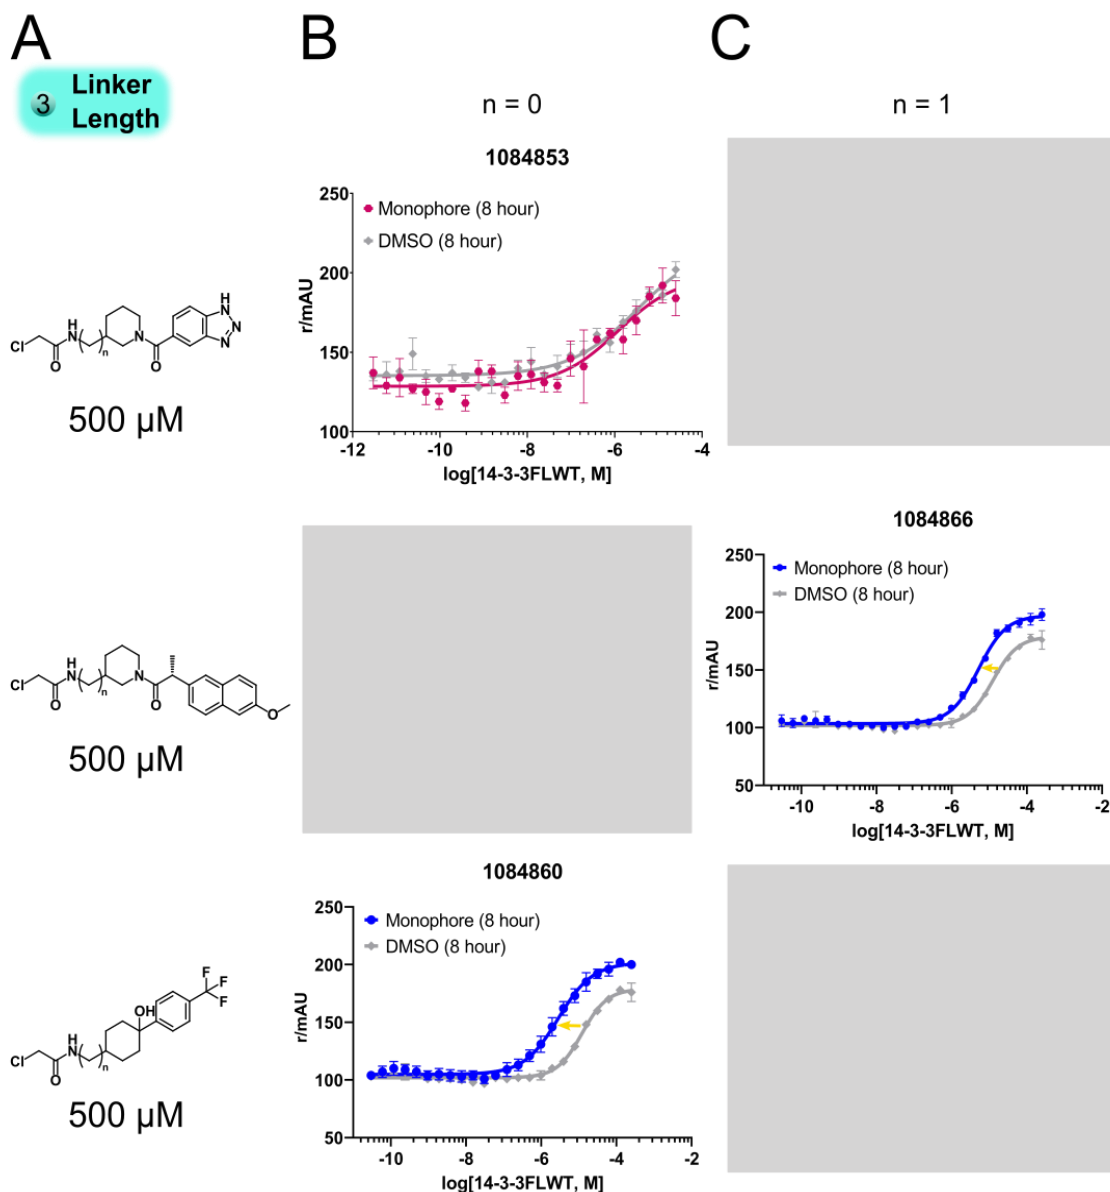 A
B
C
3
Linker
Length
n = 0
n = 1
1084853
250
200
150
100
r/mAU
Monophore (8 hour)
DMSO (8 hour)
-12
-10
-8
-6
-4
log[14-3-3FLWT, M]
Cl
O
H
N
n
N
O
H
N
N
N
500 µM
1084866
250
200
150
100
50
r/mAU
Monophore (8 hour)
DMSO (8 hour)
-10
-8
-6
-4
-2
log[14-3-3FLWT, M]
Cl
O
H
N
n
N
O
O
500 µM
1084860
250
200
150
100
50
r/mAU
Monophore (8 hour)
DMSO (8 hour)
-10
-8
-6
-4
-2
log[14-3-3FLWT, M]
Cl
O
H
N
n
OH
F
F
F
500 µM